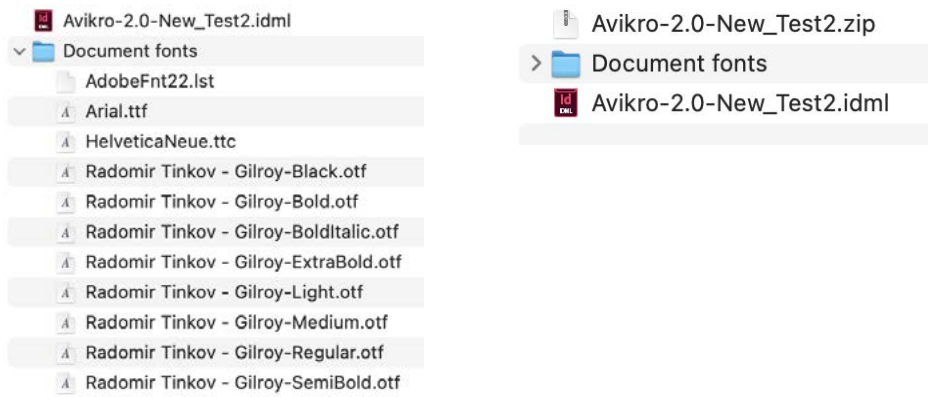 Avikro-2.0-New_Test2.idml
Document fonts
AdobeFnt22.lst
Arial.ttf
HelveticaNeue.ttc
Radomir Tinkov - Gilroy-Black.otf
Radomir Tinkov - Gilroy-Bold.otf
Radomir Tinkov - Gilroy-BoldItalic.otf
Radomir Tinkov - Gilroy-ExtraBold.otf
Radomir Tinkov - Gilroy-Light.otf
Radomir Tinkov - Gilroy-Medium.otf
Radomir Tinkov - Gilroy-Regular.otf
Radomir Tinkov - Gilroy-SemiBold.otf
Avikro-2.0-New_Test2.zip
Document fonts
Avikro-2.0-New_Test2.idml